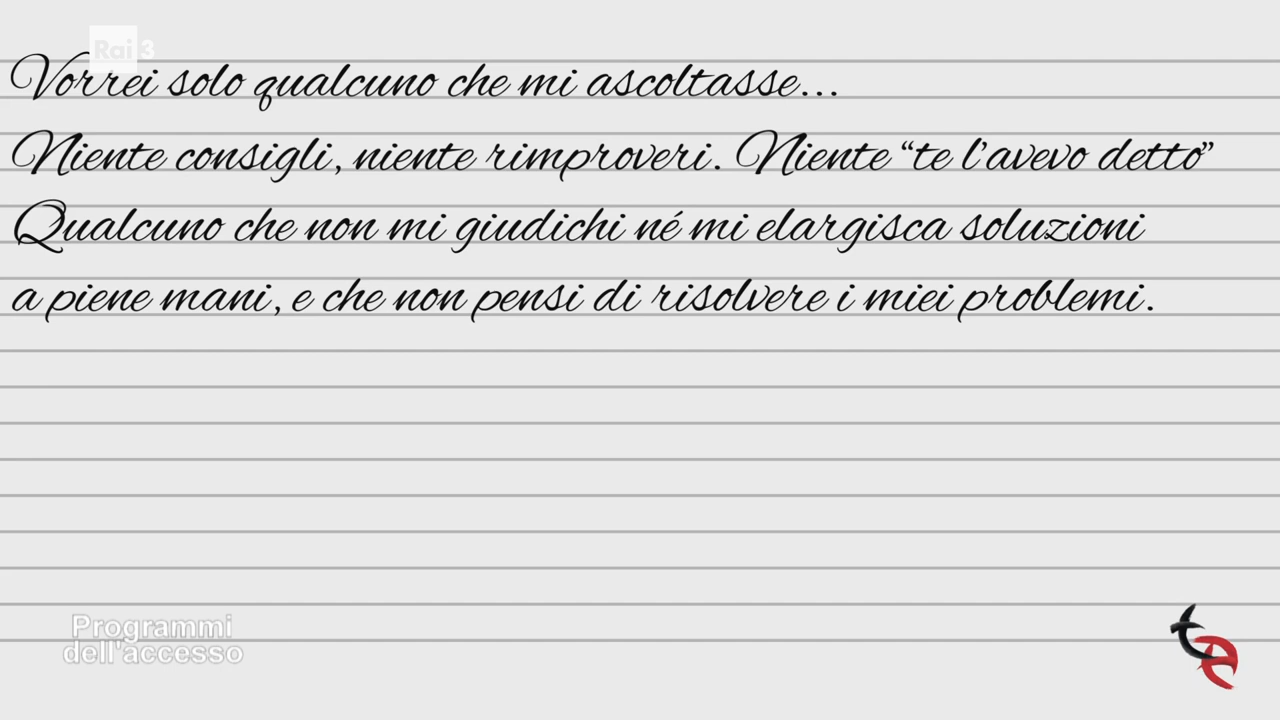 Rai 3
Vorrei solo qualcuno che mi ascoltasse...
Niente consigli, niente rimproveri. Niente “te l’avevo detto”
Qualcuno che non mi giudichi né mi elargisca soluzioni
a piene mani, e che non pensi di risolvere i miei problemi.
Programmi
dell'accesso